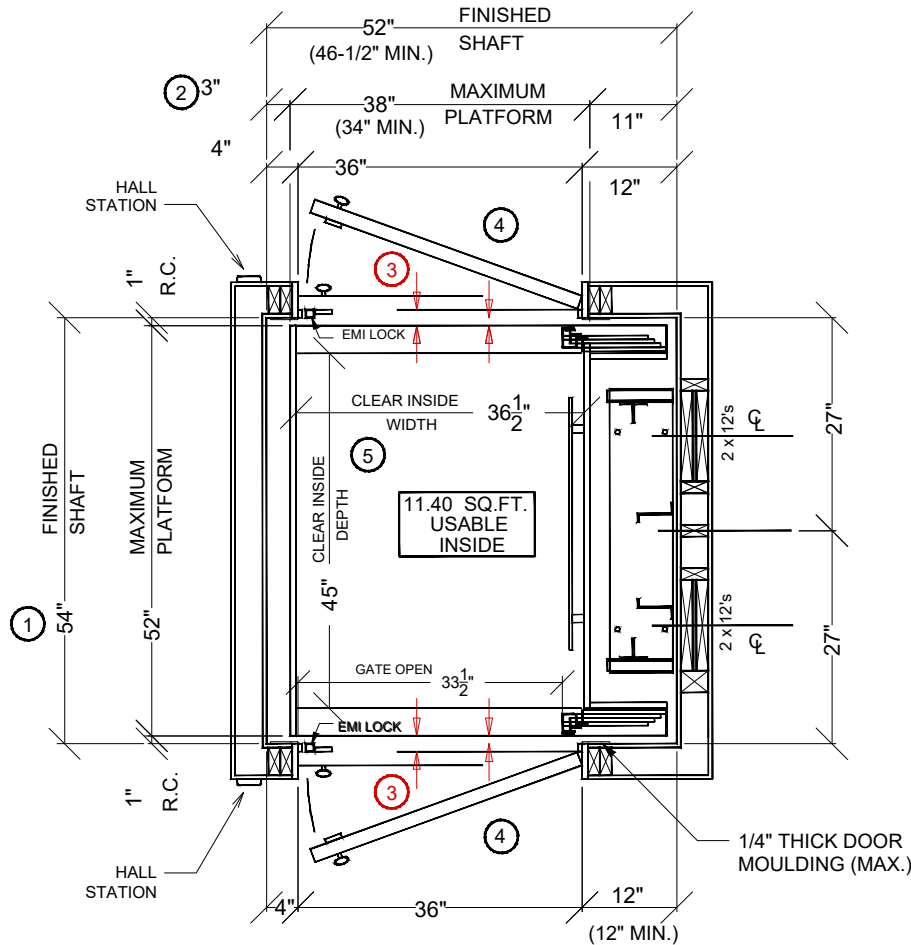 FINISHED
52"
SHAFT
(46-1/2" MIN.)
2
3"
MAXIMUM
38"
PLATFORM
(34" MIN.)
11"
4"
36"
12"
HALL
STATION
4
3
1"
R.C.
EMI LOCK
CLEAR INSIDE
36 1/2"
WIDTH
5
CLEAR INSIDE
DEPTH
45"
11.40 SQ.FT.
USABLE
INSIDE
2 x 12's
℄
27"
FINISHED
SHAFT
MAXIMUM
PLATFORM
1
54"
52"
2 x 12's
℄
27"
GATE OPEN
33 1/2"
EMI LOCK
1"
R.C.
3
4
1/4" THICK DOOR
MOULDING (MAX.)
HALL
STATION
4"
36"
12"
(12" MIN.)